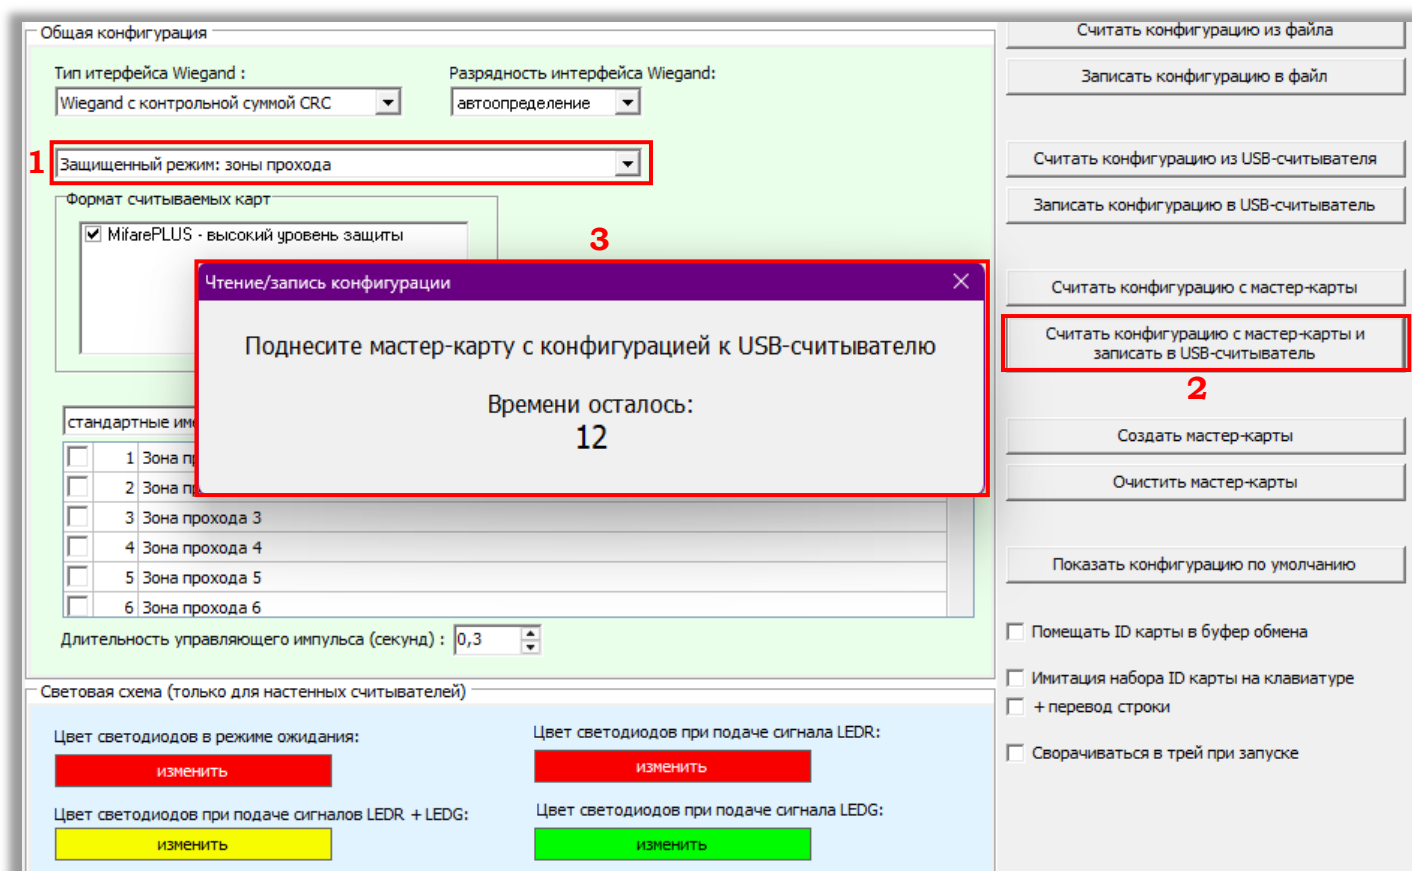 Общая конфигурация
Тип итерфейса Wiegand :
Разрядность интерфейса Wiegand:
Wiegand с контрольной суммой CRC
автоопределение
1
Защищенный режим: зоны прохода
Формат считываемых карт
MifarePLUS - высокий уровень защиты
3
Чтение/запись конфигурации
Поднесите мастер-карту с конфигурацией к USB-считывателю
Времени осталось:
12
стандартные
1 Зона
2 Зона
3 Зона прохода 3
4 Зона прохода 4
5 Зона прохода 5
6 Зона прохода 6
Длительность управляющего импульса (секунд) : 0,3
Световая схема (только для настенных считывателей)
Цвет светодиодов в режиме ожидания:
изменить
Цвет светодиодов при подаче сигнала LEDR:
изменить
Цвет светодиодов при подаче сигналов LEDR + LEDG:
изменить
Цвет светодиодов при подаче сигнала LEDG:
изменить
Считать конфигурацию из файла
Записать конфигурацию в файл
Считать конфигурацию из USB-считывателя
Записать конфигурацию в USB-считыватель
Считать конфигурацию с мастер-карты
Считать конфигурацию с мастер-карты и
записать в USB-считыватель
2
Создать мастер-карты
Очистить мастер-карты
Показать конфигурацию по умолчанию
Помещать ID карты в буфер обмена
Имитация набора ID карты на клавиатуре
+ перевод строки
Сворачиваться в трей при запуске